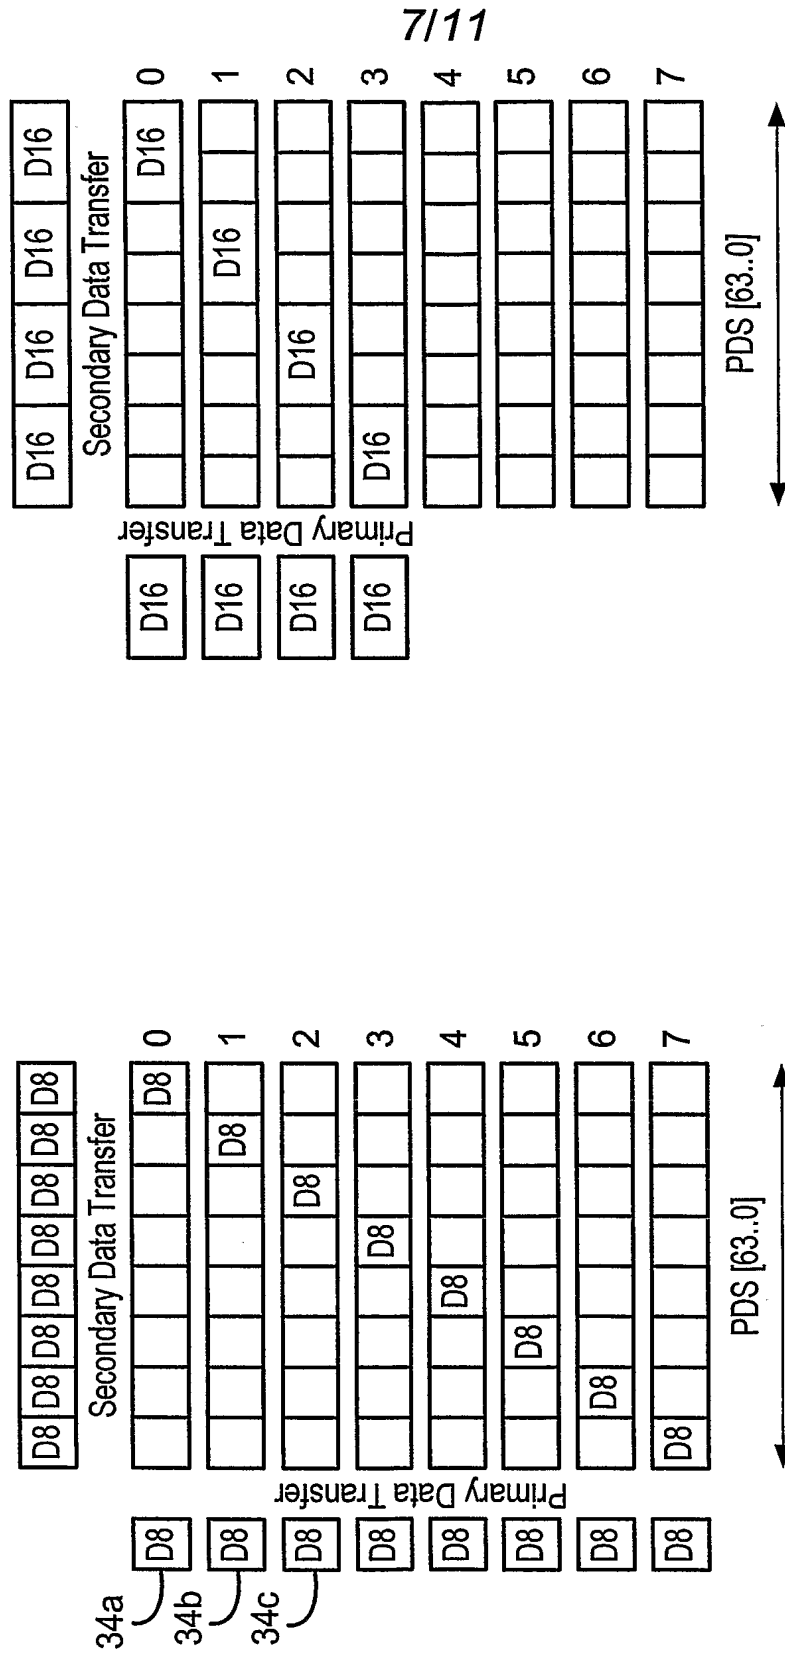 7/11
D8 D8 D8 D8 D8 D8 D8 D8
Secondary Data Transfer
Primary Data Transfer
34a
D8
D8
0
34b
D8
D8
1
34c
D8
D8
2
D8
D8
3
D8
D8
4
D8
D8
5
D8
D8
6
D8
D8
7
PDS [63..0]
D16 D16 D16 D16
Secondary Data Transfer
Primary Data Transfer
D16
D16
0
D16
D16
1
D16
D16
2
D16
D16
3
4
5
6
7
PDS [63..0]